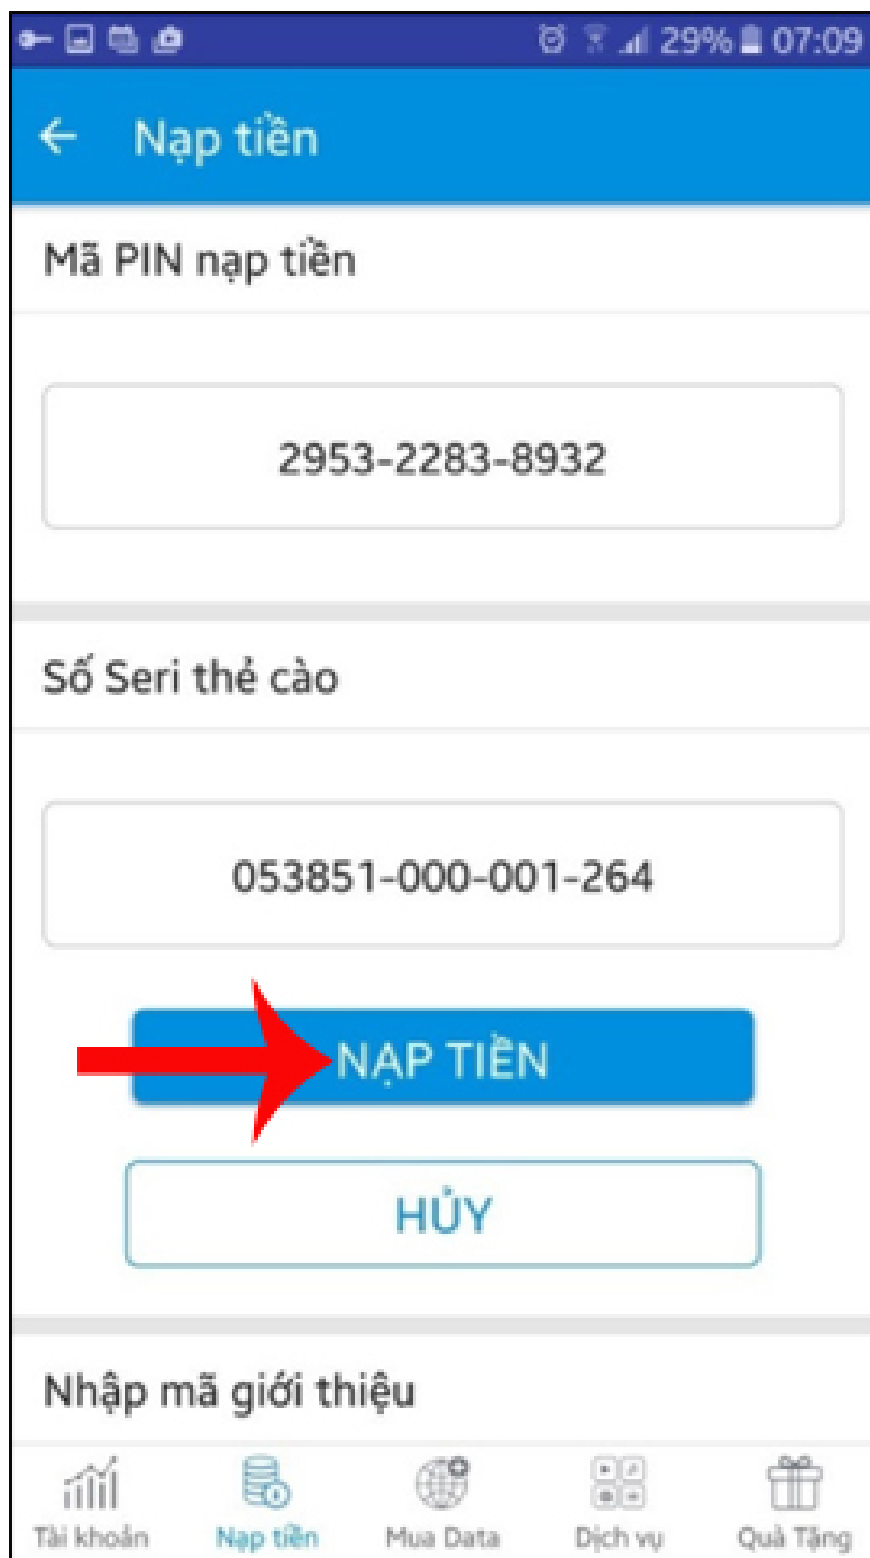 29% 07:09
Nạp tiền
Mã PIN nạp tiền
2953-2283-8932
Số Seri thẻ cào
053851-000-001-264
NẠP TIỀN
HỦY
Nhập mã giới thiệu
Tài khoản Nạp tiền Mua Data Dịch vụ Quà Tặng